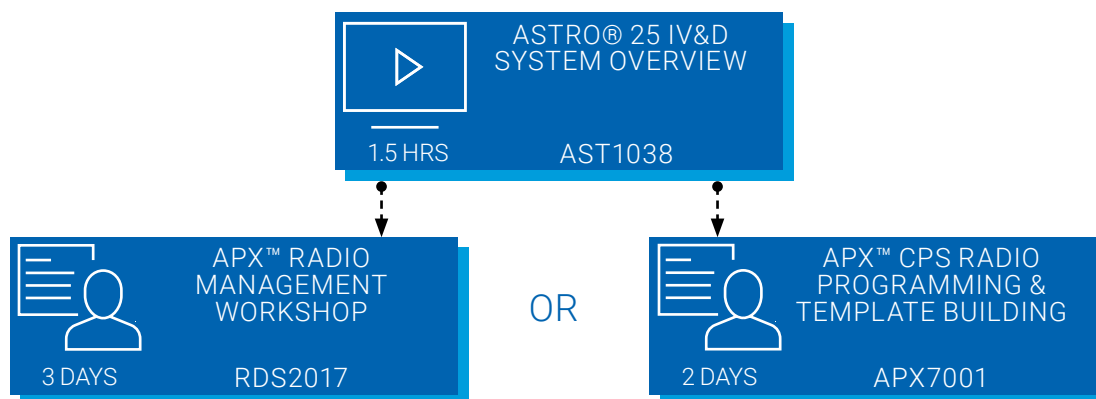 ASTRO® 25 IV&D
SYSTEM OVERVIEW
1.5 HRS
AST1038
APX™ RADIO
MANAGEMENT
WORKSHOP
3 DAYS
RDS2017
OR
APX™ CPS RADIO
PROGRAMMING &
TEMPLATE BUILDING
2 DAYS
APX7001